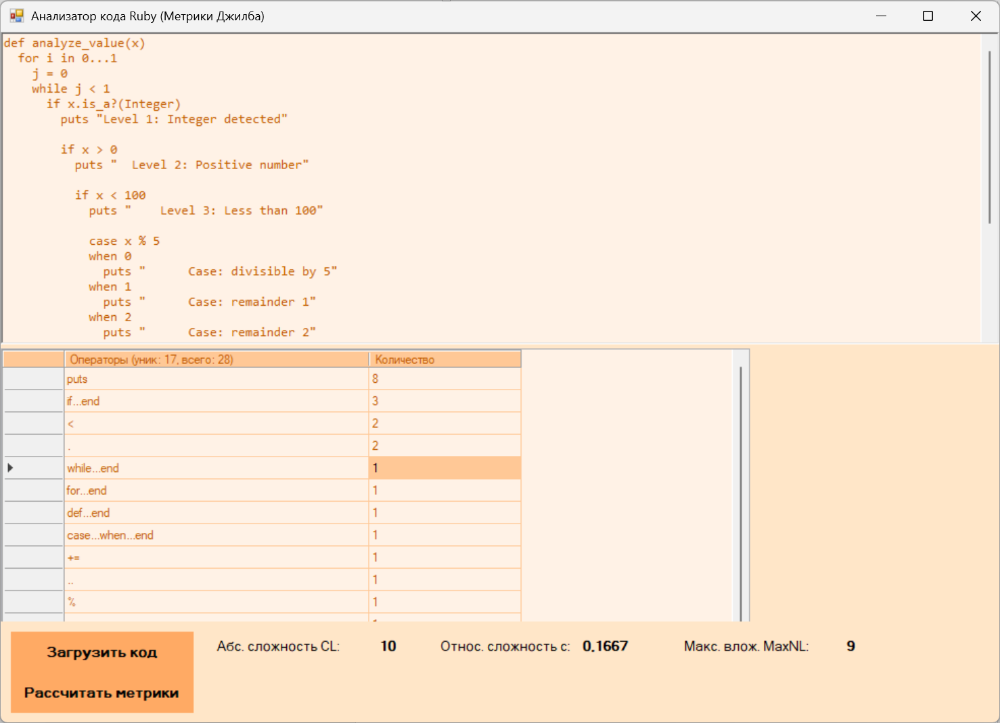 Анализатор кода Ruby (Метрики Джилба)
def analyze_value(x)
  for i in 0...1
    j = 0
    while j < 1
      if x.is_a?(Integer)
        puts "Level 1: Integer detected"
        if x > 0
          puts "  Level 2: Positive number"
          if x < 100
            puts "    Level 3: Less than 100"
            case x % 5
            when 0
              puts "      Case: divisible by 5"
            when 1
              puts "      Case: remainder 1"
            when 2
              puts "      Case: remainder 2"
Операторы (уник: 17, всего: 28) Количество
puts 8
if...end 3
< 2
. 2
while...end 1
for...end 1
def...end 1
case...when...end 1
+= 1
.. 1
% 1
Загрузить код
Рассчитать метрики
Абс. сложность CL: 10 Относ. сложность c: 0,1667 Макс. влож. MaxNL: 9